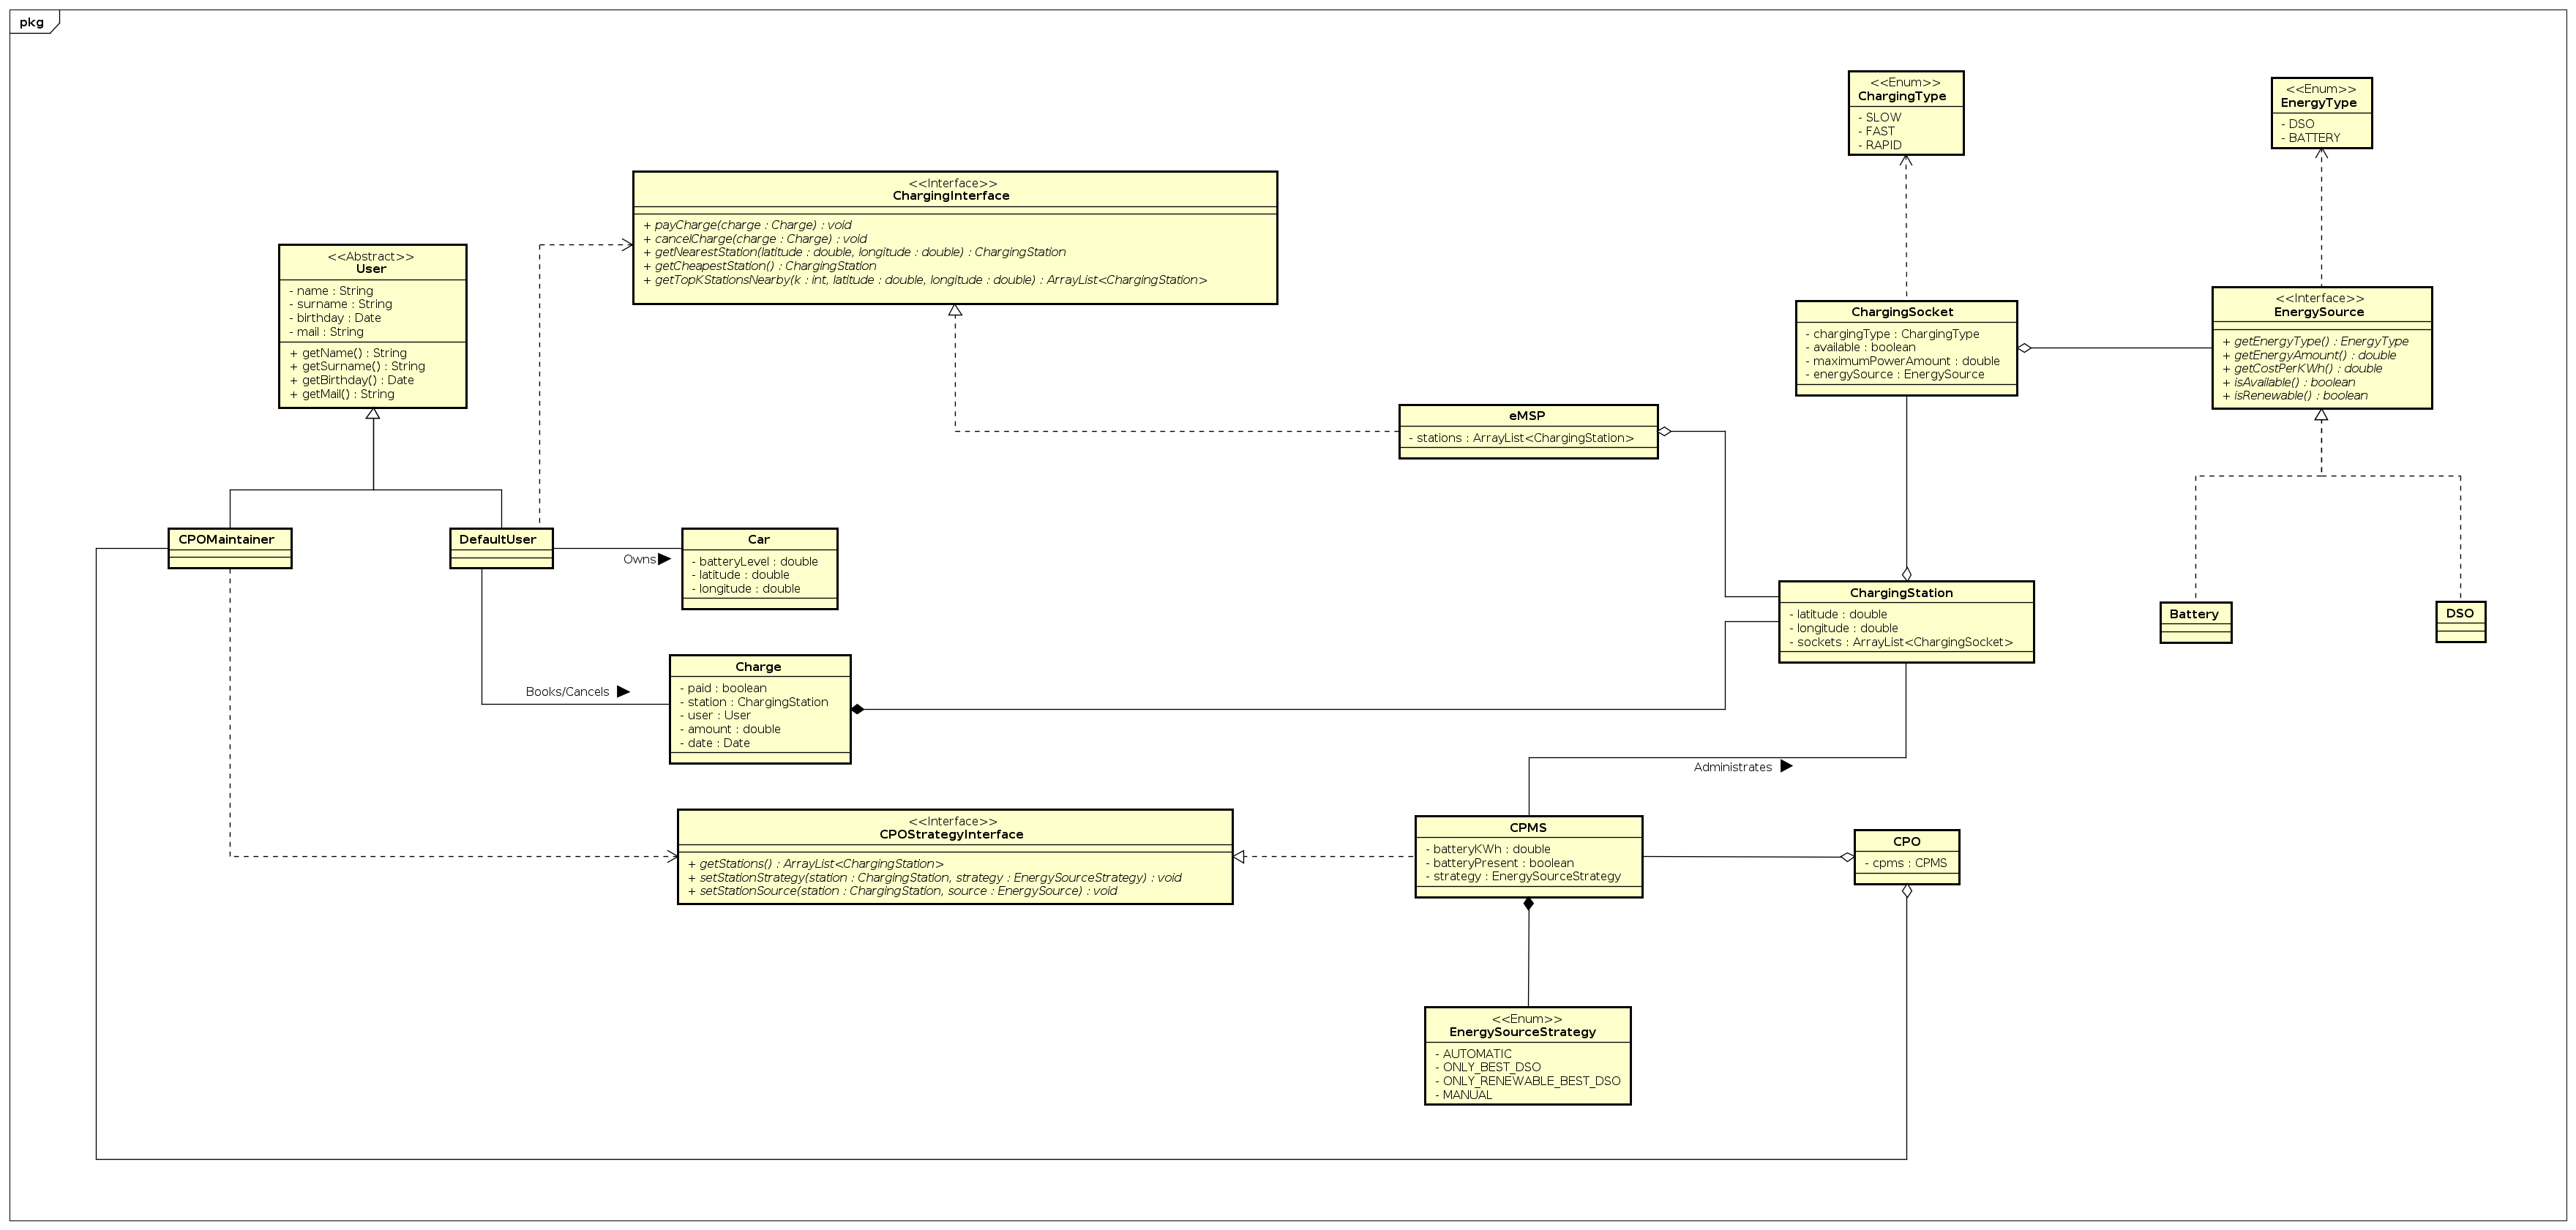 pkg
<<Enum>>
ChargingType
- SLOW
- FAST
- RAPID
<<Enum>>
EnergyType
- DSO
- BATTERY
<<Interface>>
ChargingInterface
+ payCharge(charge : Charge) : void
+ cancelCharge(charge : Charge) : void
+ getNearestStation(latitude : double, longitude : double) : ChargingStation
+ getCheapestStation() : ChargingStation
+ getTopKStationsNearby(k : int, latitude : double, longitude : double) : ArrayList<ChargingStation>
<<Abstract>>
User
- name : String
- surname : String
- birthday : Date
- mail : String
+ getName() : String
+ getSurname() : String
+ getBirthday() : Date
+ getMail() : String
ChargingSocket
- chargingType : ChargingType
- available : boolean
- maximumPowerAmount : double
- energySource : EnergySource
<<Interface>>
EnergySource
+ getEnergyType() : EnergyType
+ getEnergyAmount() : double
+ getCostPerKWh() : double
+ isAvailable() : boolean
+ isRenewable() : boolean
eMSP
- stations : ArrayList<ChargingStation>
CPOMaintainer
DefaultUser
Owns
Car
- batteryLevel : double
- latitude : double
- longitude : double
ChargingStation
- latitude : double
- longitude : double
- sockets : ArrayList<ChargingSocket>
Battery
DSO
Books/Cancels
Charge
- paid : boolean
- station : ChargingStation
- user : User
- amount : double
- date : Date
Administrates
<<Interface>>
CPOStrategyInterface
+ getStations() : ArrayList<ChargingStation>
+ setStationStrategy(station : ChargingStation, strategy : EnergySourceStrategy) : void
+ setStationSource(station : ChargingStation, source : EnergySource) : void
CPMS
- batteryKWh : double
- batteryPresent : boolean
- strategy : EnergySourceStrategy
CPO
- cpms : CPMS
<<Enum>>
EnergySourceStrategy
- AUTOMATIC
- ONLY_BEST_DSO
- ONLY_RENEWABLE_BEST_DSO
- MANUAL